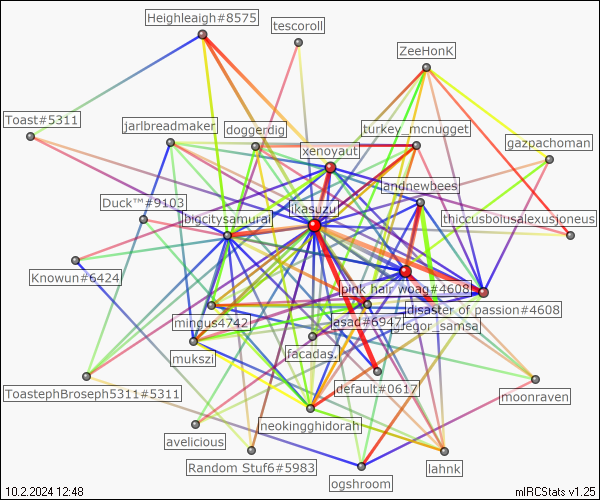 Heighleaigh#8575
tescoroll
ZeeHonK
Toast#5311
jarlbreadmaker
doggerdig
turkey_mcnugget
gazpachoman
xenoyaut
landnewbees
Duck™#9103
ikasuzu
bigcitysamurai
thiccusbolusalexusjoneus
Knowun#6424
pink hair woag#4608
disaster of passion#4608
mingus4742
asad#6947
gregor_samsa
mukszi
facadas.
ToastephBroseph5311#5311
default#0617
moonraven
neokingghidorah
avelicious
Random Stuf6#5983
lahnk
ogshroom
10.2.2024 12:48
mIRCStats v1.25